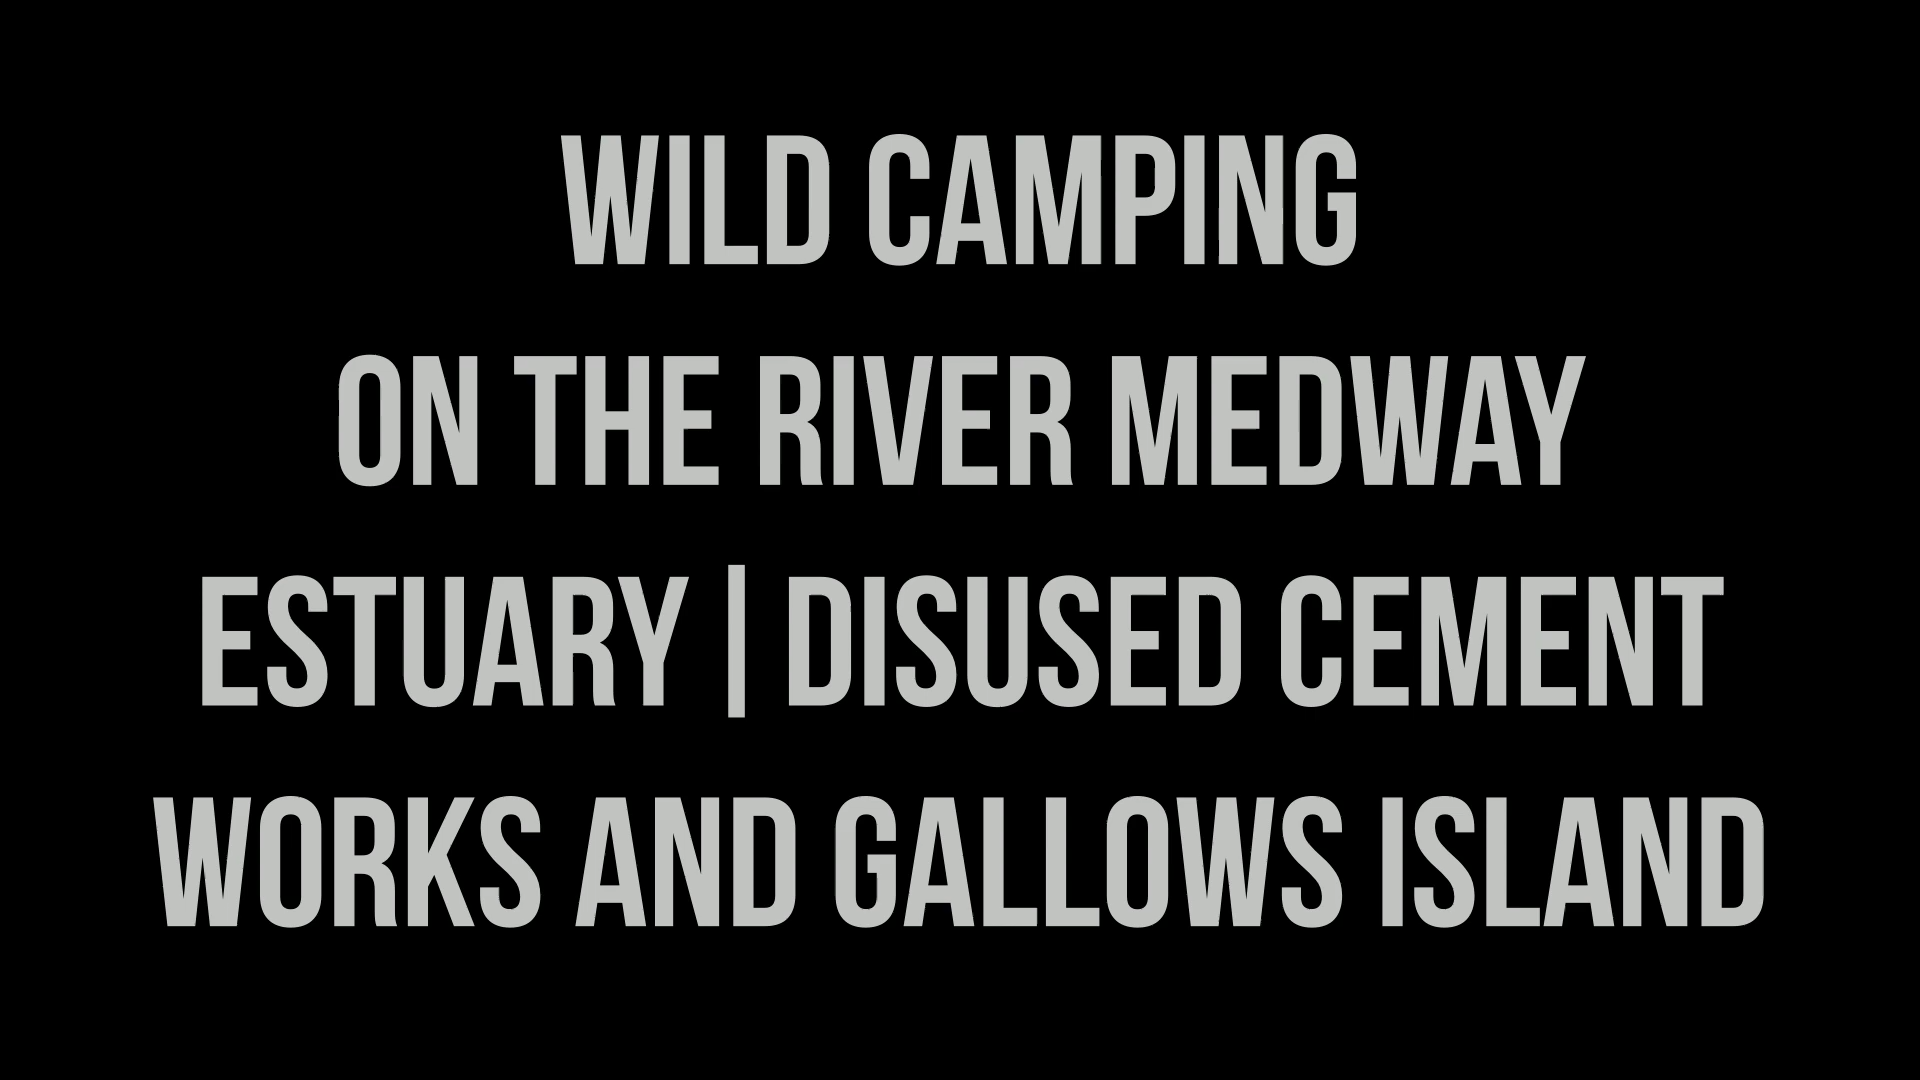 WILD CAMPING
ON THE RIVER MEDWAY
ESTUARY | DISUSED CEMENT
WORKS AND GALLOWS ISLAND